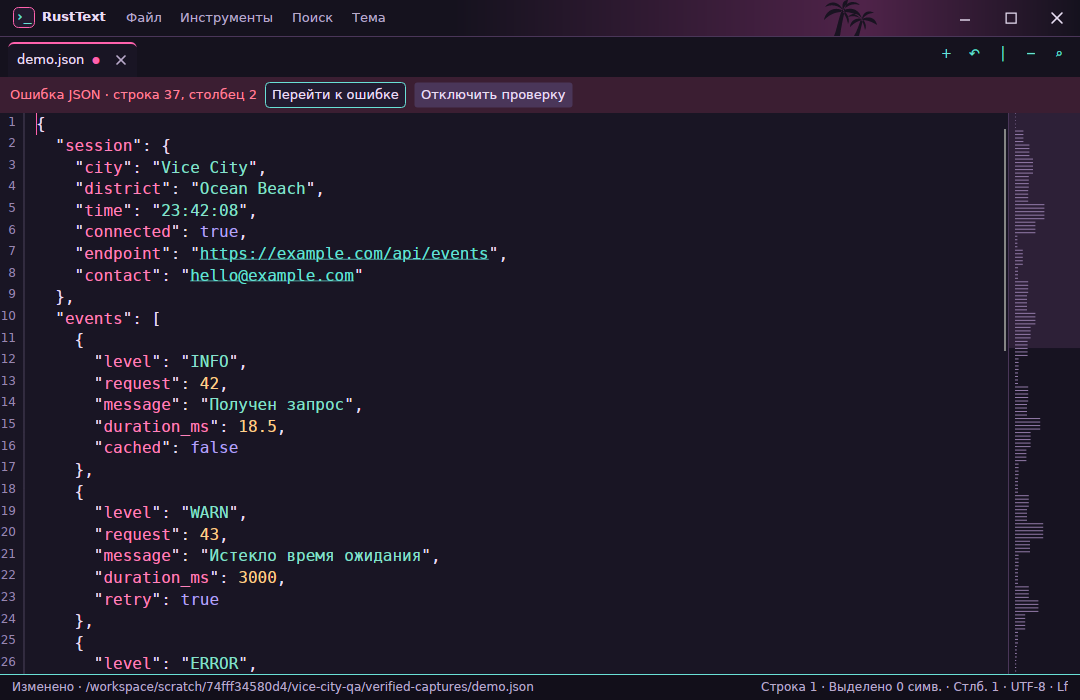 RustText Файл Инструменты Поиск Тема
demo.json
Ошибка JSON · строка 37, столбец 2 Перейти к ошибке Отключить проверку
1 {
2 "session": {
3 "city": "Vice City",
4 "district": "Ocean Beach",
5 "time": "23:42:08",
6 "connected": true,
7 "endpoint": "https://example.com/api/events",
8 "contact": "hello@example.com"
9 },
10 "events": [
11 {
12 "level": "INFO",
13 "request": 42,
14 "message": "Получен запрос",
15 "duration_ms": 18.5,
16 "cached": false
17 },
18 {
19 "level": "WARN",
20 "request": 43,
21 "message": "Истекло время ожидания",
22 "duration_ms": 3000,
23 "retry": true
24 },
25 {
26 "level": "ERROR",
Изменено · /workspace/scratch/74fff34580d4/vice-city-qa/verified-captures/demo.json Строка 1 · Выделено 0 симв. · Стлб. 1 · UTF-8 · Lf